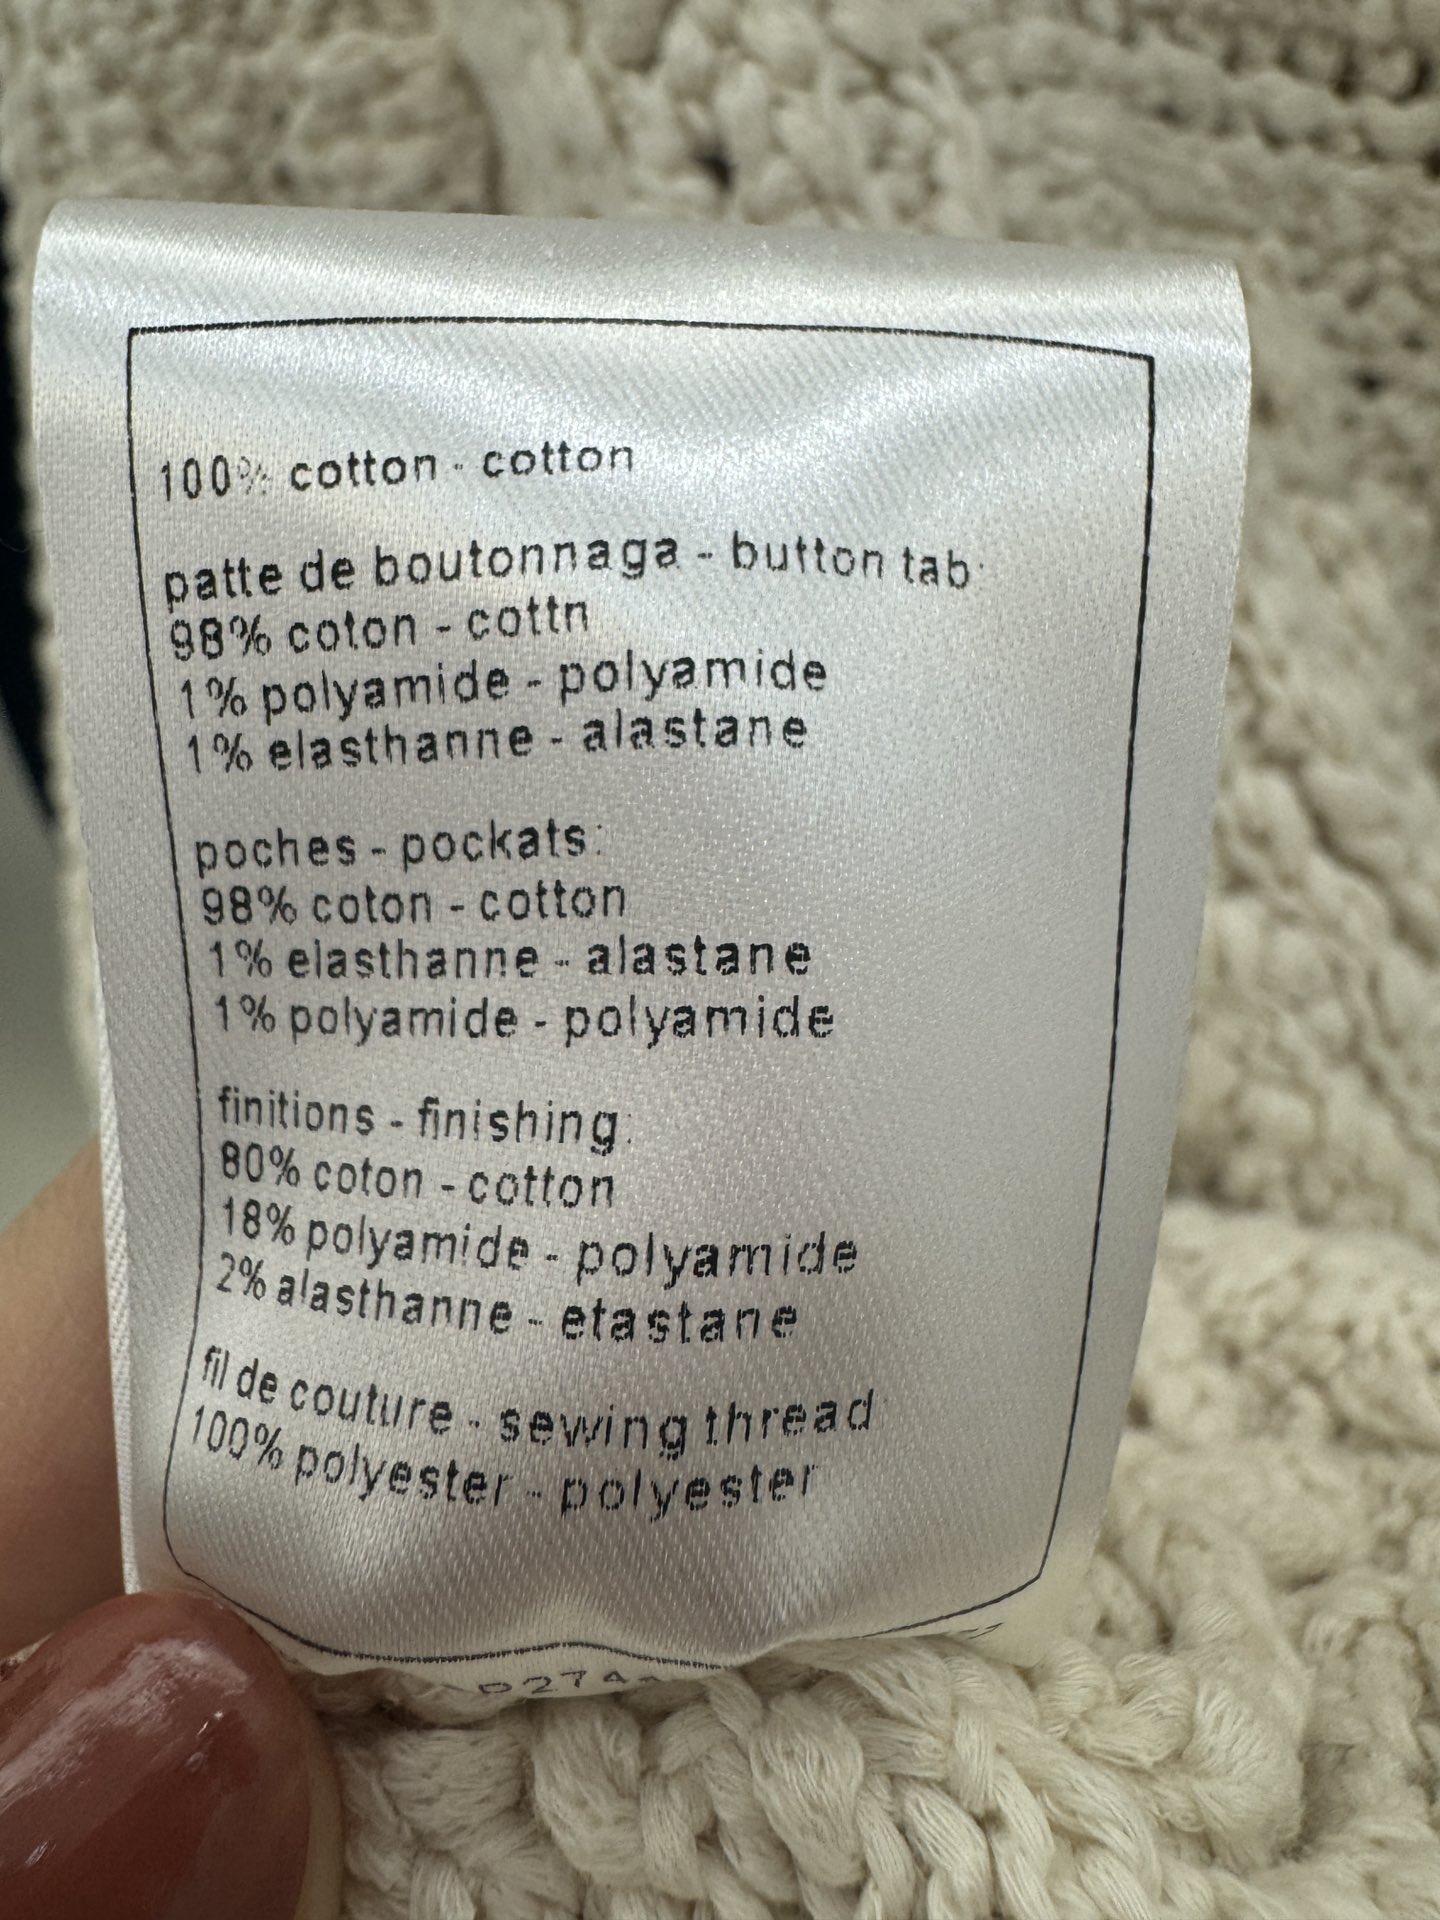 100% cotton - cotton
patte de boutonnaga - button tab:
98% coton - cottn
1% polyamide - polyamide
1% elasthanne - alastane
poches - pockats:
98% coton - cotton
1% elasthanne - alastane
1% polyamide - polyamide
finitions - finishing:
80% coton - cotton
18% polyamide - polyamide
2% alasthanne - etastane
fil de couture - sewing thread
100% polyester - polyester